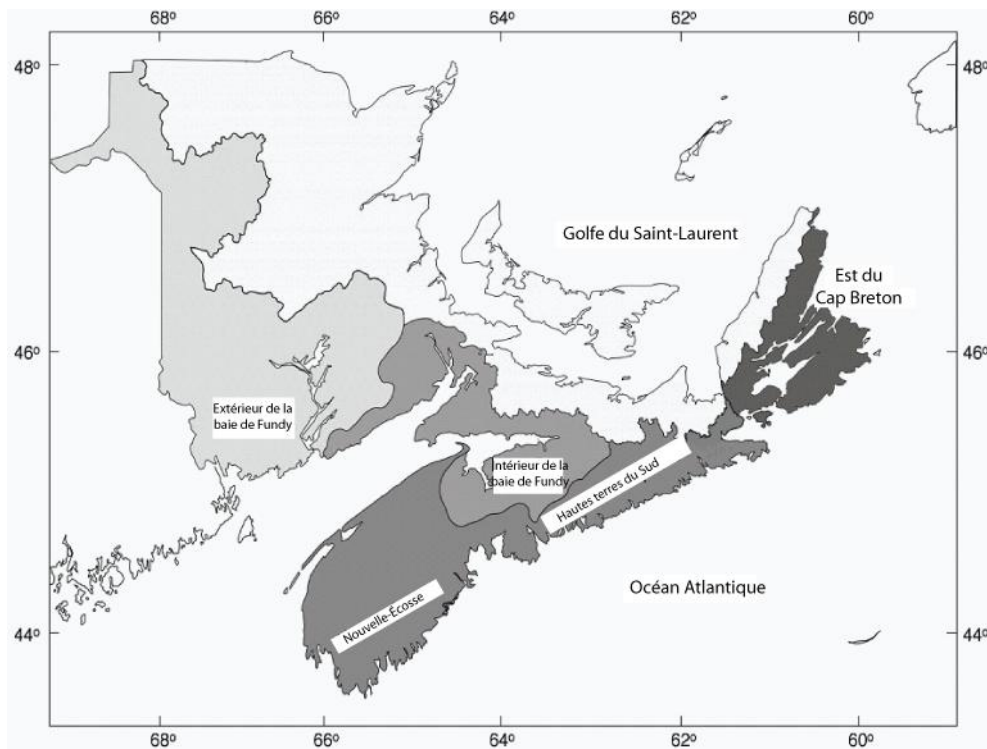 68º 66º 64º 62º 60º
48º 48º
Golfe du Saint-Laurent
Est du
Cap Breton
46º 46º
Extérieur de la
baie de Fundy
Intérieur de la
baie de Fundy
Hautes terres du Sud
Océan Atlantique
Nouvelle-Écosse
44º 44º
68º 66º 64º 62º 60º